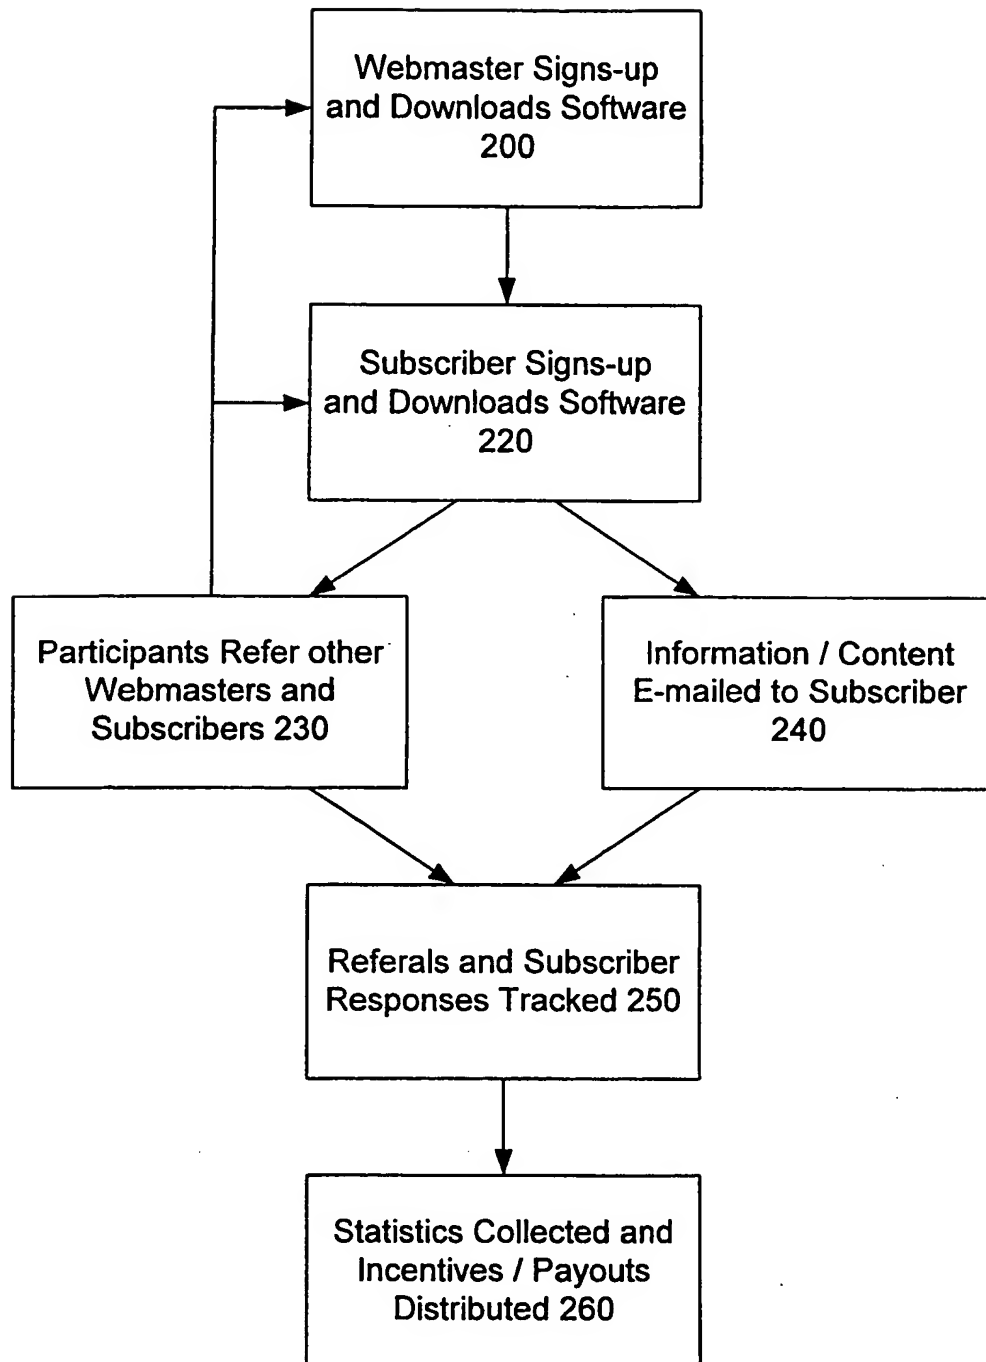 Webmaster Signs-up
and Downloads Software
200
Subscriber Signs-up
and Downloads Software
220
Participants Refer other
Webmasters and
Subscribers 230
Information / Content
E-mailed to Subscriber
240
Referals and Subscriber
Responses Tracked 250
Statistics Collected and
Incentives / Payouts
Distributed 260